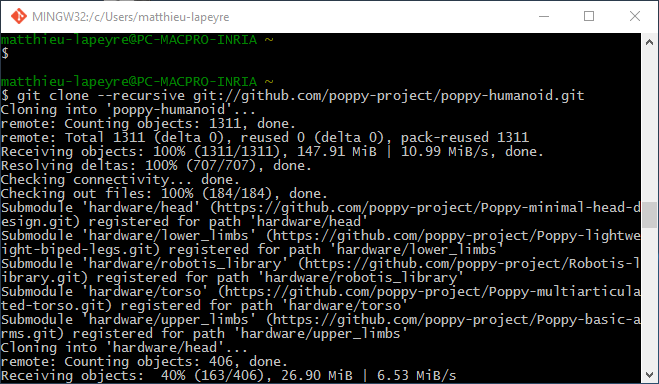 MINGW32:/c/Users/matthieu-lapeyre
matthieu-lapeyre@PC-MACPRO-INRIA ~
$
matthieu-lapeyre@PC-MACPRO-INRIA ~
$ git clone --recursive git://github.com/poppy-project/poppy-humanoid.git
Cloning into 'poppy-humanoid'...
remote: Counting objects: 1311, done.
remote: Total 1311 (delta 0), reused 0 (delta 0), pack-reused 1311
Receiving objects: 100% (1311/1311), 147.91 MiB | 10.99 MiB/s, done.
Resolving deltas: 100% (707/707), done.
Checking connectivity... done.
Checking out files: 100% (184/184), done.
Submodule 'hardware/head' (https://github.com/poppy-project/Poppy-minimal-head-d
esign.git) registered for path 'hardware/head'
Submodule 'hardware/lower_limbs' (https://github.com/poppy-project/Poppy-lightwe
ight-biped-legs.git) registered for path 'hardware/lower_limbs'
Submodule 'hardware/robotis_library' (https://github.com/poppy-project/Robotis-l
ibrary.git) registered for path 'hardware/robotis_library'
Submodule 'hardware/torso' (https://github.com/poppy-project/Poppy-multiarticula
ted-torso.git) registered for path 'hardware/torso'
Submodule 'hardware/upper_limbs' (https://github.com/poppy-project/Poppy-basic-a
rms.git) registered for path 'hardware/upper_limbs'
Cloning into 'hardware/head'...
remote: Counting objects: 406, done.
Receiving objects:  40% (163/406), 26.90 MiB | 6.53 MiB/s